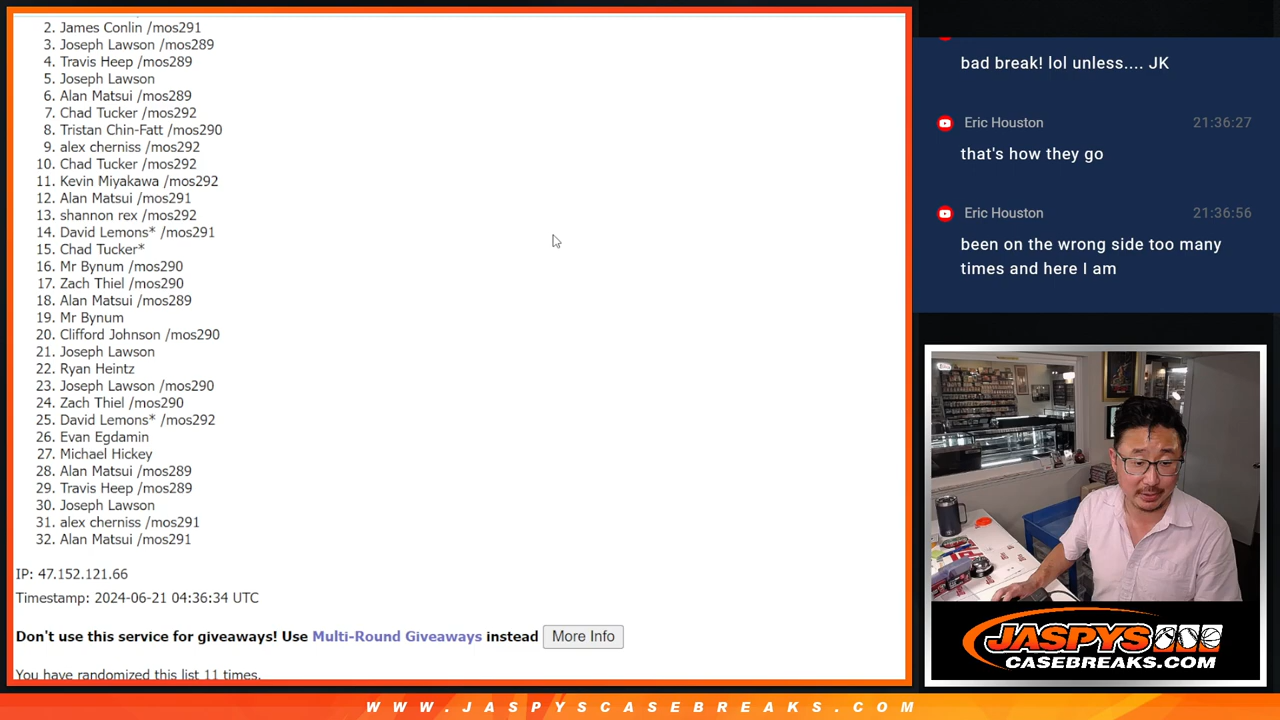 2. James Conlin /mos291
3. Joseph Lawson /mos289
4. Travis Heep /mos289
5. Joseph Lawson
6. Alan Matsui /mos289
7. Chad Tucker /mos292
8. Tristan Chin-Fatt /mos290
9. alex cherniss /mos292
10. Chad Tucker /mos292
11. Kevin Miyakawa /mos292
12. Alan Matsui /mos291
13. shannon rex /mos292
14. David Lemons* /mos291
15. Chad Tucker*
16. Mr Bynum /mos290
17. Zach Thiel /mos290
18. Alan Matsui /mos289
19. Mr Bynum
20. Clifford Johnson /mos290
21. Joseph Lawson
22. Ryan Heintz
23. Joseph Lawson /mos290
24. Zach Thiel /mos290
25. David Lemons* /mos292
26. Evan Egdamin
27. Michael Hickey
28. Alan Matsui /mos289
29. Travis Heep /mos289
30. Joseph Lawson
31. alex cherniss /mos291
32. Alan Matsui /mos291
IP: 47.152.121.66
Timestamp: 2024-06-21 04:36:34 UTC
Don't use this service for giveaways! Use Multi-Round Giveaways instead More Info
You have randomized this list 11 times.
bad break! lol unless.... JK
Eric Houston 21:36:27
that's how they go
Eric Houston 21:36:56
been on the wrong side too many
times and here I am
JASPYS
CASEBREAKS.COM
WWW.JASPYSCASEBREAKS.COM